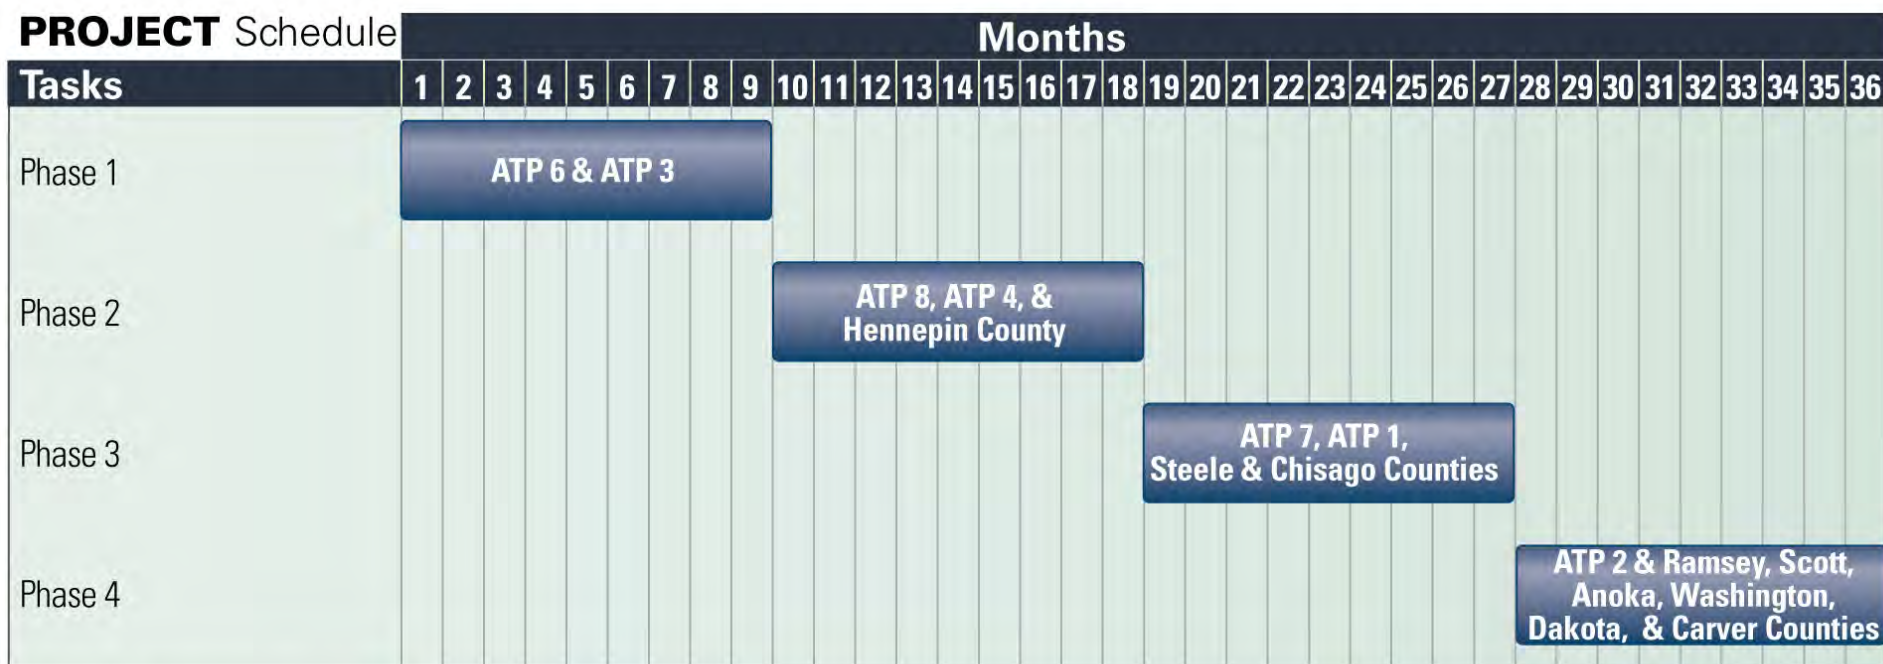 PROJECT Schedule
Months
Tasks 1 2 3 4 5 6 7 8 9 10 11 12 13 14 15 16 17 18 19 20 21 22 23 24 25 26 27 28 29 30 31 32 33 34 35 36
Phase 1
ATP 6 & ATP 3
Phase 2
ATP 8, ATP 4, &
Hennepin County
Phase 3
ATP 7, ATP 1,
Steele & Chisago Counties
Phase 4
ATP 2 & Ramsey, Scott,
Anoka, Washington,
Dakota, & Carver Counties